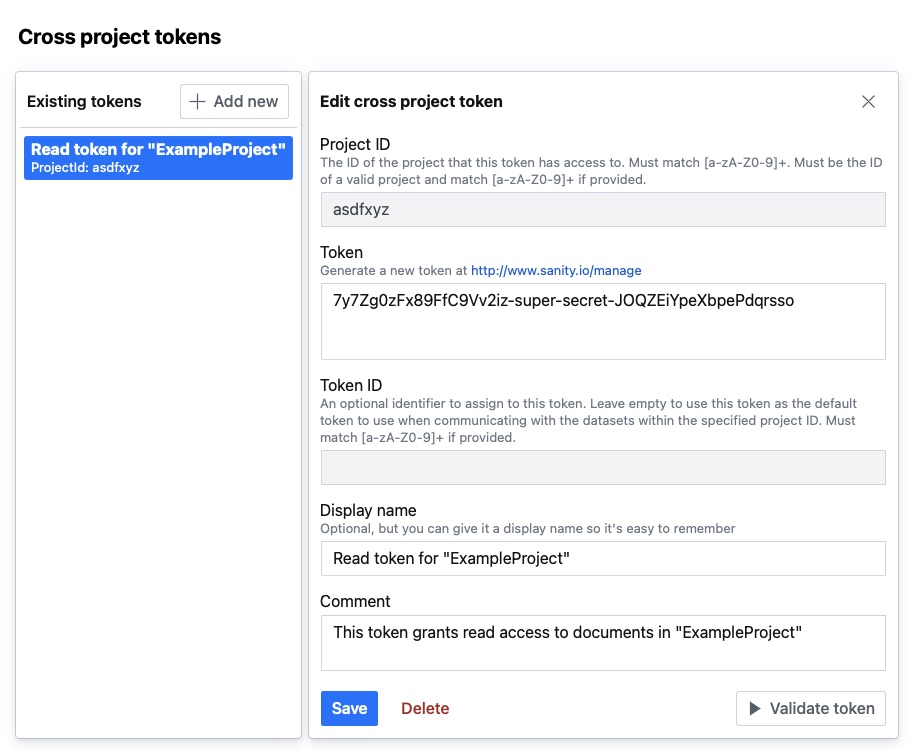 Cross project tokens
Existing tokens
Add new
Read token for "ExampleProject"
ProjectId: asdfxyz
Edit cross project token
Project ID
The ID of the project that this token has access to. Must match [a-zA-Z0-9]+. Must be the ID
of a valid project and match [a-zA-Z0-9]+ if provided.
asdfxyz
Token
Generate a new token at http://www.sanity.io/manage
7y7Zg0zFx89FfC9Vv2iz-super-secret-JOQZEiYpeXbpePdqrsso
Token ID
An optional identifier to assign to this token. Leave empty to use this token as the default
token to use when communicating with the datasets within the specified project ID. Must
match [a-zA-Z0-9]+ if provided.
Display name
Optional, but you can give it a display name so it's easy to remember
Read token for "ExampleProject"
Comment
This token grants read access to documents in "ExampleProject"
Save
Delete
Validate token